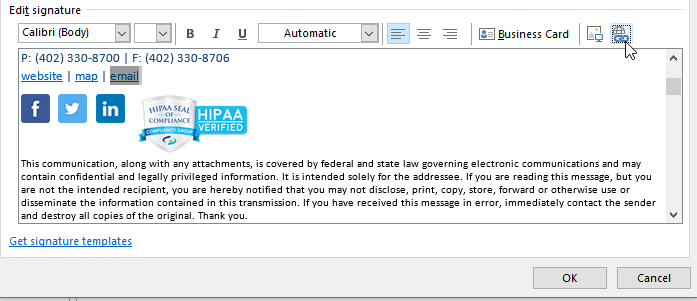 Edit signature
Calibri (Body) B I U Automatic Business Card
P: (402) 330-8700 | F: (402) 330-8706
website | map | email
f in HIPAA SEAL OF COMPLIANCE COMPLIANCY GROUP HIPAA VERIFIED
This communication, along with any attachments, is covered by federal and state law governing electronic communications and may
contain confidential and legally privileged information. It is intended solely for the addressee. If you are reading this message, but you
are not the intended recipient, you are hereby notified that you may not disclose, print, copy, store, forward or otherwise use or
disseminate the information contained in this transmission. If you have received this message in error, immediately contact the sender
and destroy all copies of the original. Thank you.
Get signature templates
OK Cancel